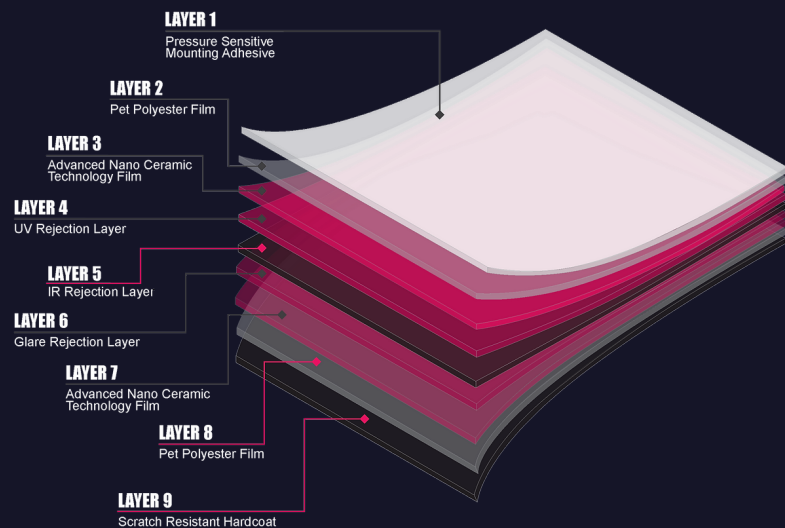 LAYER 1
Pressure Sensitive
Mounting Adhesive
LAYER 2
Pet Polyester Film
LAYER 3
Advanced Nano Ceramic
Technology Film
LAYER 4
UV Rejection Layer
LAYER 5
IR Rejection Layer
LAYER 6
Glare Rejection Layer
LAYER 7
Advanced Nano Ceramic
Technology Film
LAYER 8
Pet Polyester Film
LAYER 9
Scratch Resistant Hardcoat